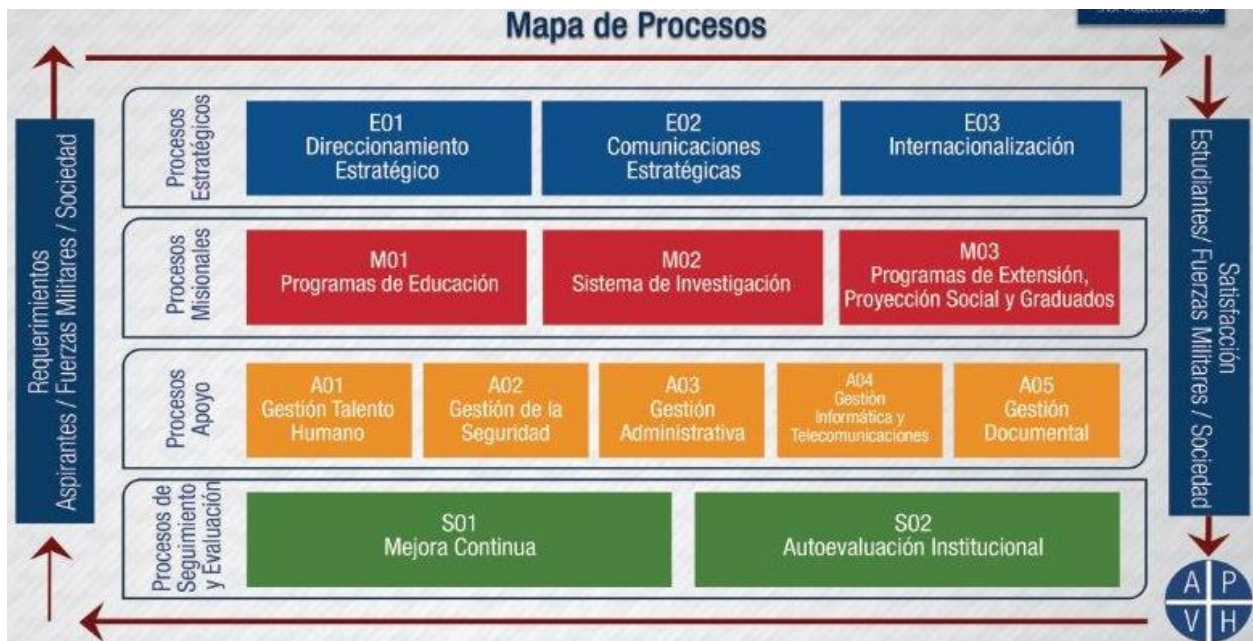 Mapa de Procesos
Requerimientos
Aspirantes / Fuerzas Militares / Sociedad
Procesos
Estratégicos
E01
Direccionamiento
Estratégico
E02
Comunicaciones
Estratégicas
E03
Internacionalización
Procesos
Misionales
M01
Programas de Educación
M02
Sistema de Investigación
M03
Programas de Extensión,
Proyección Social y Graduados
Procesos
Apoyo
A01
Gestión Talento
Humano
A02
Gestión de la
Seguridad
A03
Gestión
Administrativa
A04
Gestión
Informática y
Telecomunicaciones
A05
Gestión
Documental
Procesos de
Seguimiento
y Evaluación
S01
Mejora Continua
S02
Autoevaluación Institucional
Satisfacción
Estudiantes/ Fuerzas Militares / Sociedad
A P
V H